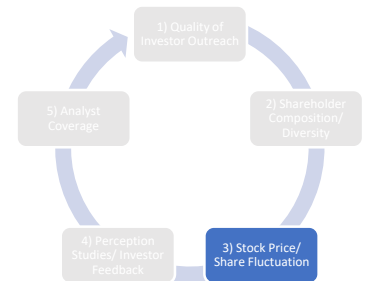 1) Quality of
Investor Outreach
2) Shareholder
Composition/
Diversity
3) Stock Price/
Share Fluctuation
4) Perception
Studies/ Investor
Feedback
5) Analyst
Coverage